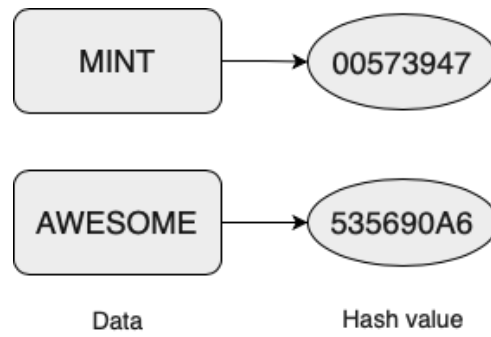 MINT
00573947
AWESOME
535690A6
Data
Hash value